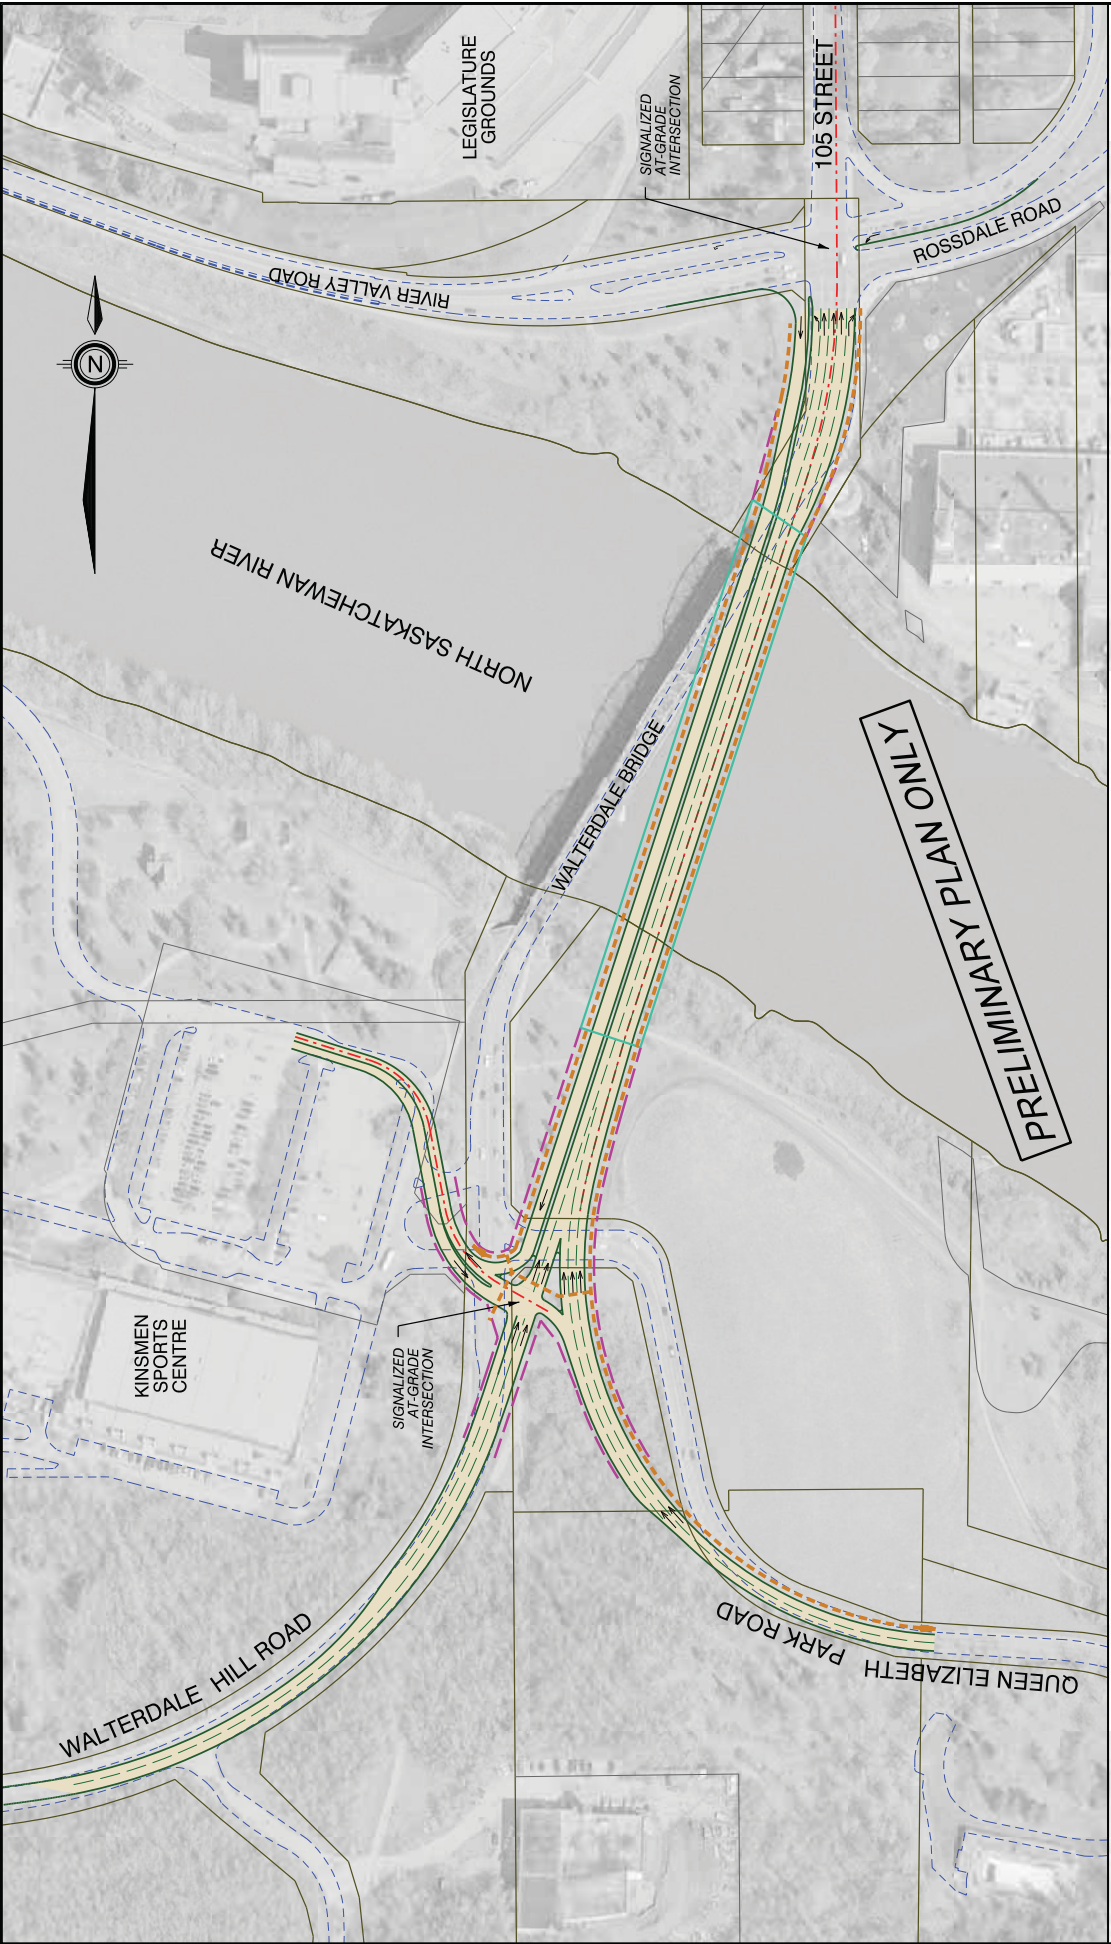 LEGISLATURE
GROUNDS
SIGNALIZED
AT-GRADE
INTERSECTION
105 STREET
ROSSDALE ROAD
RIVER VALLEY ROAD
N
NORTH SASKATCHEWAN RIVER
WALTERDALE BRIDGE
PRELIMINARY PLAN ONLY
KINSMEN
SPORTS
CENTRE
SIGNALIZED
AT-GRADE
INTERSECTION
WALTERDALE HILL ROAD
QUEEN ELIZABETH PARK ROAD